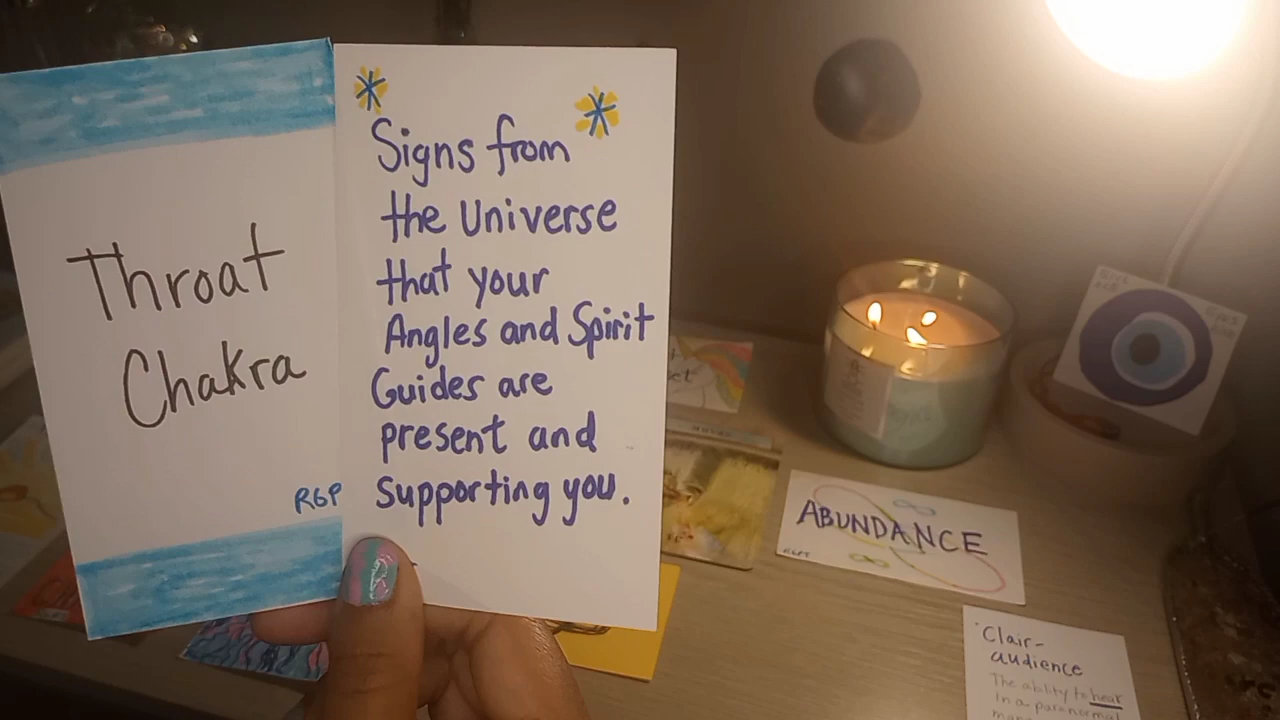 Throat
Chakra
RGP
Signs from
the Universe
that your
Angles and Spirit
Guides are
present and
supporting you.
ABUNDANCE
RGPT
Clair-
audience
The ability to hear
In a paranormal